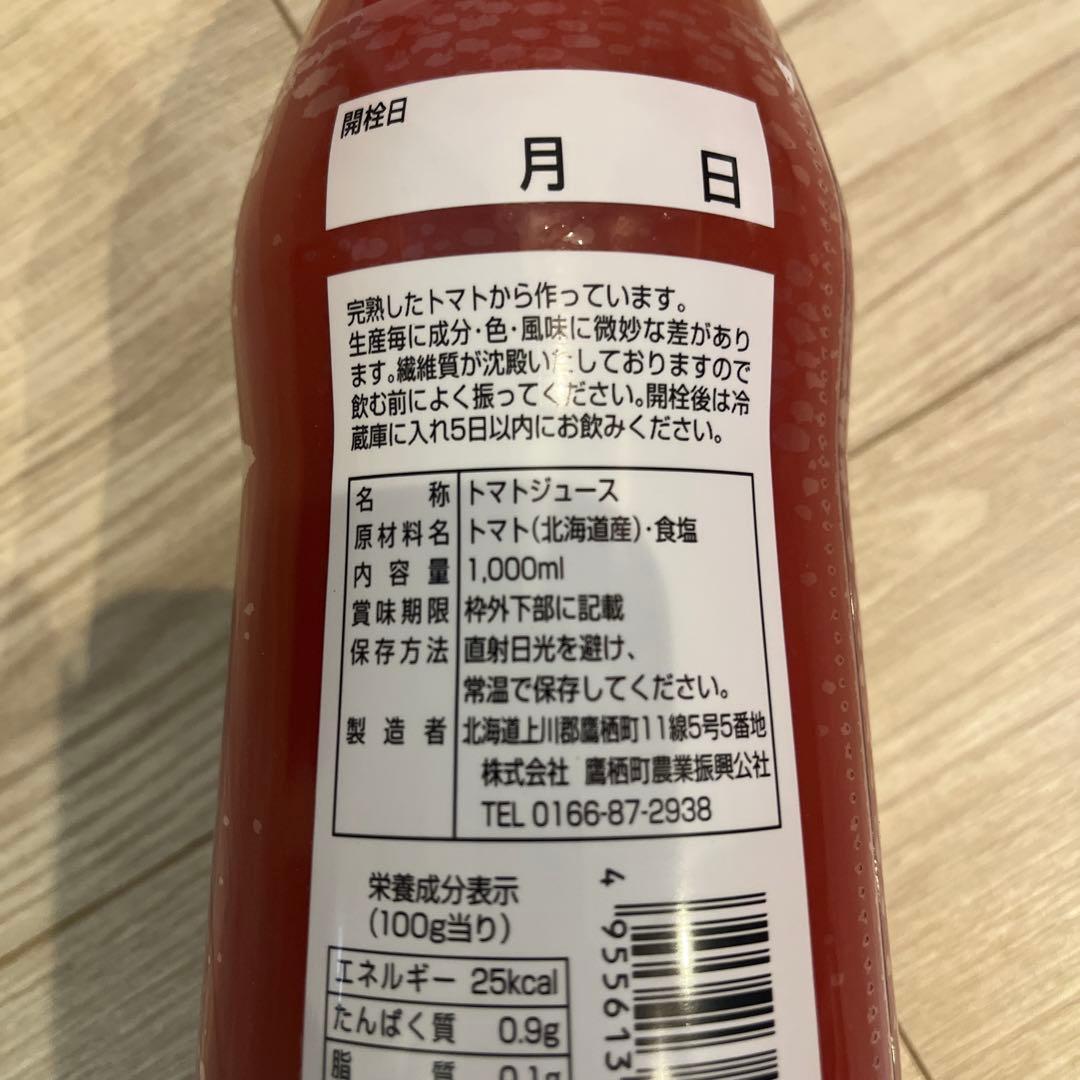 開栓日
月 日
完熟したトマトから作っています。
生産毎に成分・色・風味に微妙な差があり
ます。繊維質が沈殿いたしておりますので
飲む前によく振ってください。開栓後は冷
蔵庫に入れ5日以内にお飲みください。
名称 トマトジュース
原材料名 トマト(北海道産)・食塩
内容量 1,000ml
賞味期限 枠外下部に記載
保存方法 直射日光を避け、
常温で保存してください。
製造者 北海道上川郡鷹栖町11線5号5番地
株式会社 鷹栖町農業振興公社
TEL 0166-87-2938
栄養成分表示
(100g当り)
エネルギー 25kcal
たんぱく質 0.9g
脂質 0.1g
4 955613